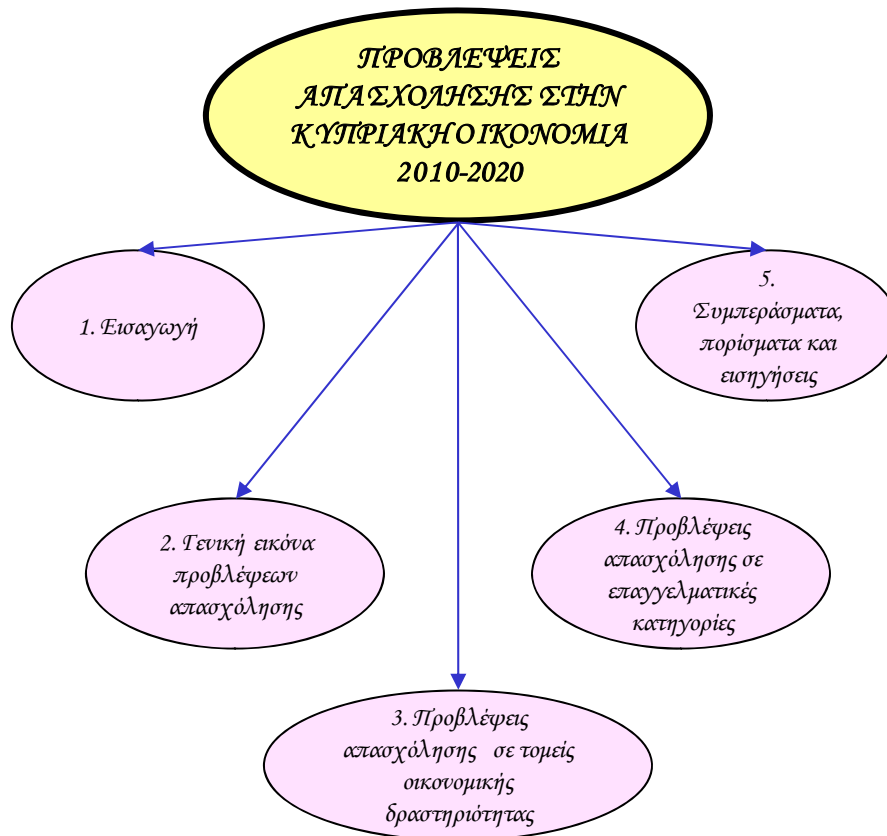 ΠΡΟΒΛΕΨΕΙΣ
ΑΠΑΣΧΟΛΗΣΗΣ ΣΤΗΝ
ΚΥΠΡΙΑΚΗ ΟΙΚΟΝΟΜΙΑ
2010-2020
1. Εισαγωγή
5.
Συμπεράσματα,
πορίσματα και
εισηγήσεις
2. Γενική εικόνα
προβλέψεων
απασχόλησης
4. Προβλέψεις
απασχόλησης σε
επαγγελματικές
κατηγορίες
3. Προβλέψεις
απασχόλησης σε τομείς
οικονομικής
δραστηριότητας